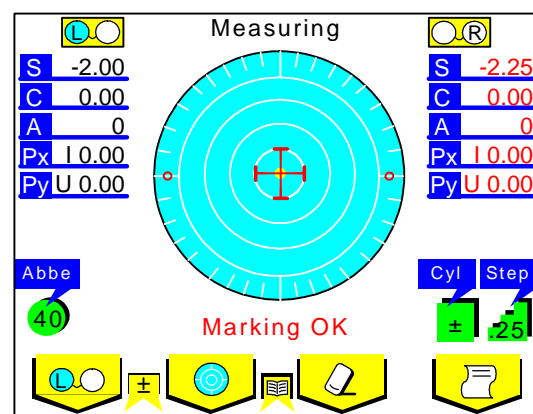 L Measuring R
S -2.00 S -2.25
C 0.00 C 0.00
A 0 A 0
Px I 0.00 Px I 0.00
Py U 0.00 Py U 0.00
Abbe Cyl Step
40 ± .25
Marking OK
L ±